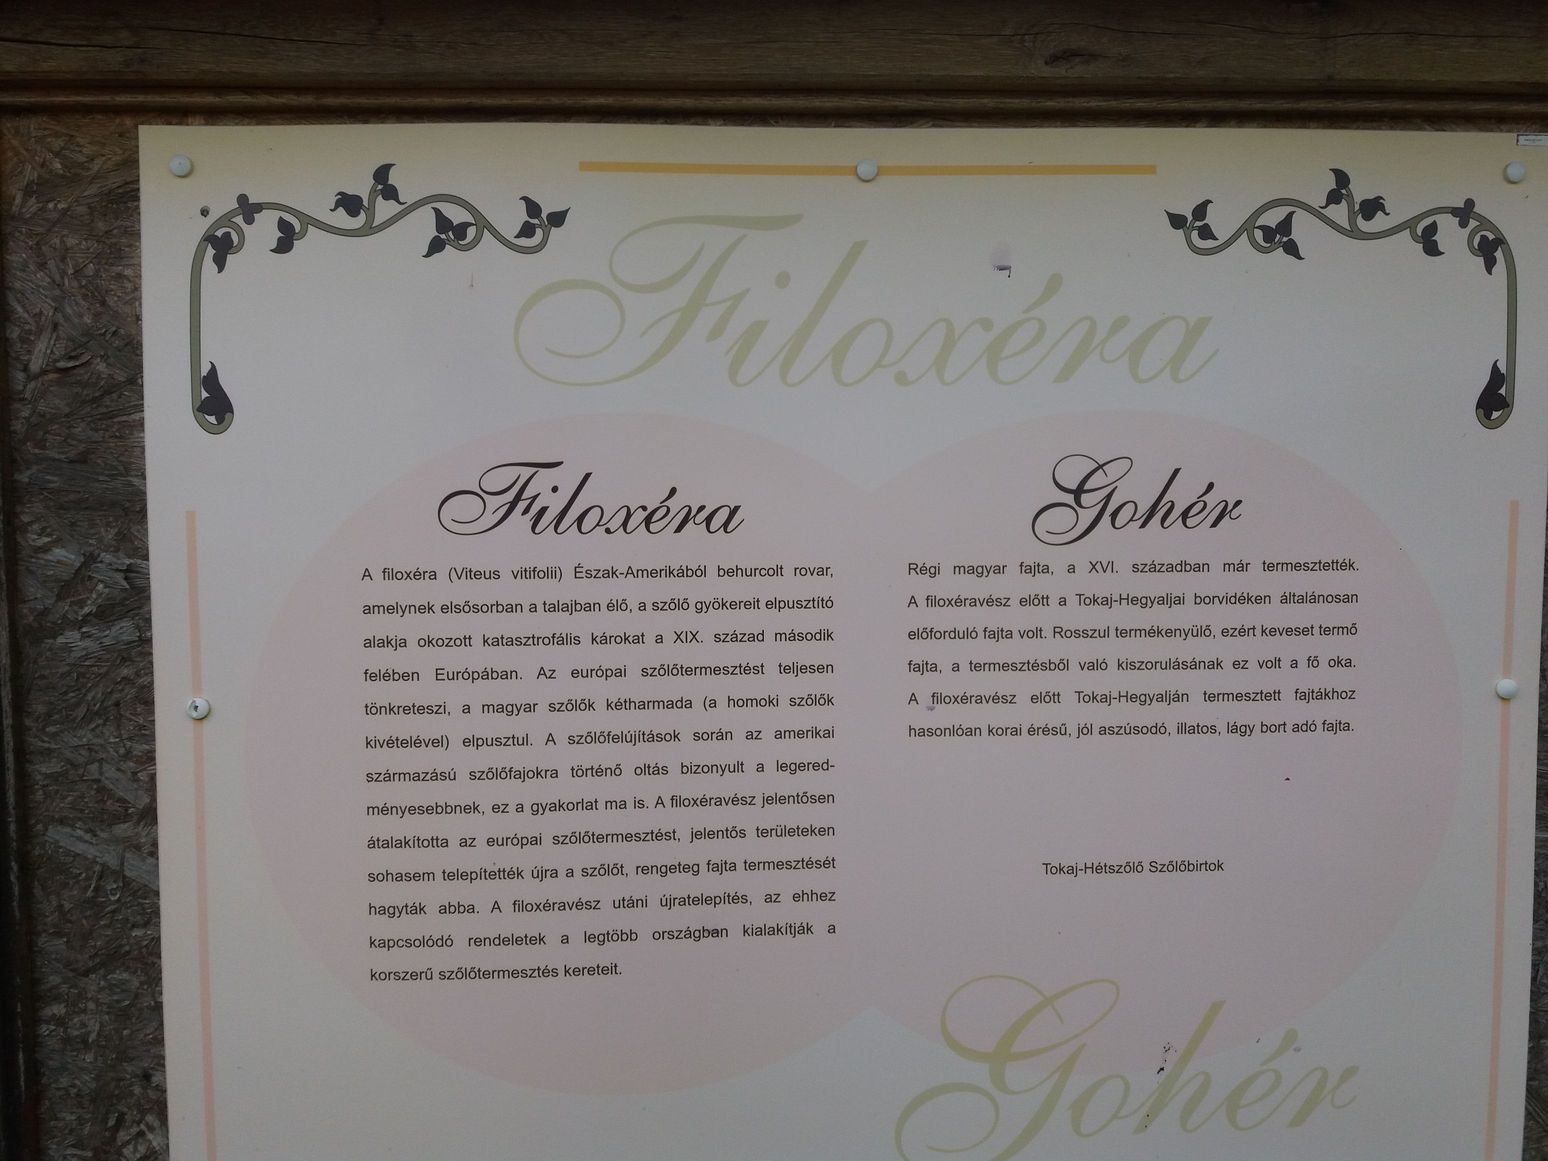 Filoxéra
Filoxéra
A filoxéra (Viteus vitifolii) Észak-Amerikából behurcolt rovar,
amelynek elsősorban a talajban élő, a szőlő gyökereit elpusztító
alakja okozott katasztrofális károkat a XIX. század második
felében Európában. Az európai szőlőtermesztést teljesen
tönkreteszi, a magyar szőlők kétharmada (a homoki szőlők
kivételével) elpusztul. A szőlőfelújítások során az amerikai
származású szőlőfajokra történő oltás bizonyult a legered-
ményesebbnek, ez a gyakorlat ma is. A filoxéravész jelentősen
átalakította az európai szőlőtermesztést, jelentős területeken
sohasem telepítették újra a szőlőt, rengeteg fajta termesztését
hagyták abba. A filoxéravész utáni újratelepítés, az ehhez
kapcsolódó rendeletek a legtöbb országban kialakítják a
korszerű szőlőtermesztés kereteit.
Gohér
Régi magyar fajta, a XVI. században már termesztették.
A filoxéravész előtt a Tokaj-Hegyaljai borvidéken általánosan
előforduló fajta volt. Rosszul termékenyülő, ezért keveset termő
fajta, a termesztésből való kiszorulásának ez volt a fő oka.
A filoxéravész előtt Tokaj-Hegyalján termesztett fajtákhoz
hasonlóan korai érésű, jól aszúsodó, illatos, lágy bort adó fajta.
Tokaj-Hétszőlő Szőlőbirtok
Gohér